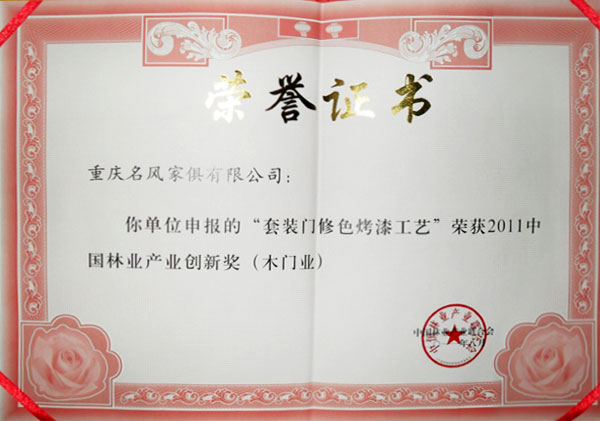 荣誉证书
重庆名风家俱有限公司：
你单位申报的“套装门修色烤漆工艺”荣获2011中
国林业产业创新奖（木门业）